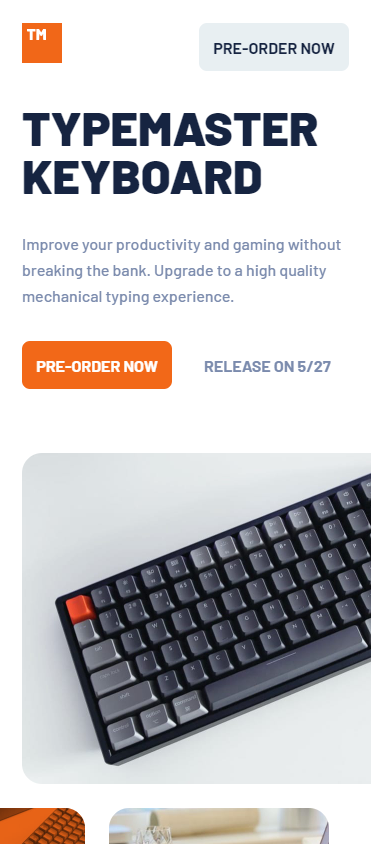 TM
PRE-ORDER NOW
TYPEMASTER
KEYBOARD
Improve your productivity and gaming without
breaking the bank. Upgrade to a high quality
mechanical typing experience.
PRE-ORDER NOW
RELEASE ON 5/27